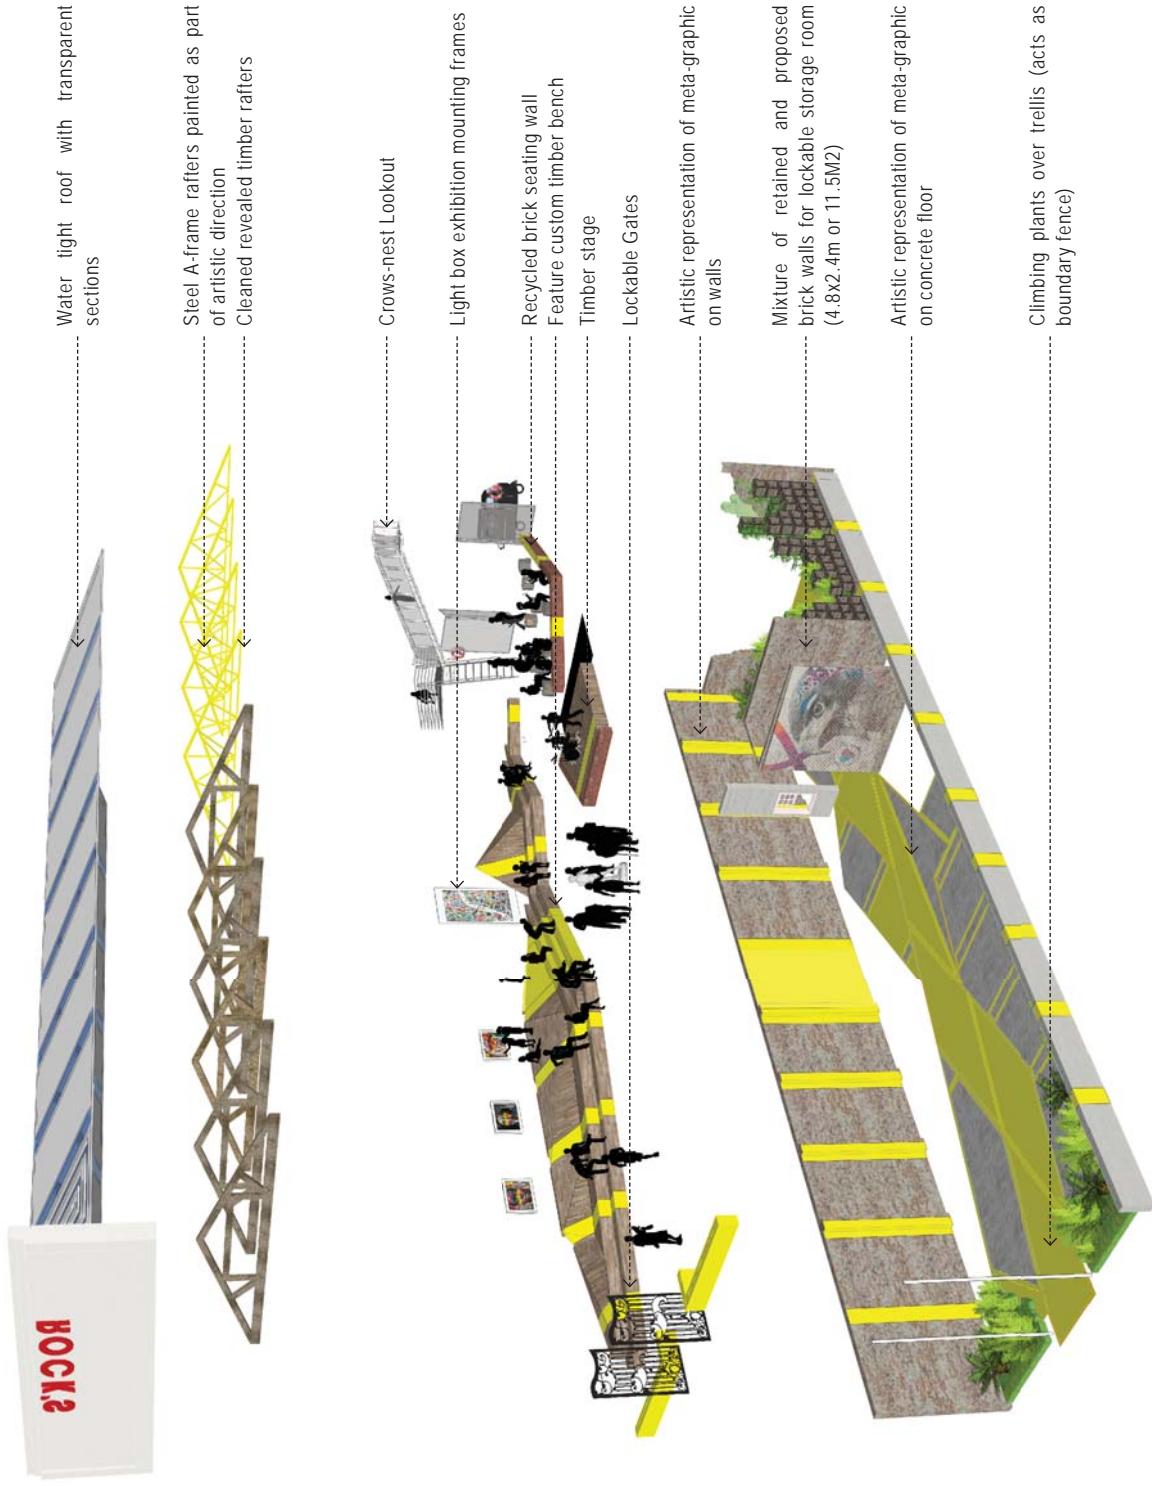 Water tight roof with transparent
sections
Steel A-frame rafters painted as part
of artistic direction
Cleaned revealed timber rafters
Crows-nest Lookout
Light box exhibition mounting frames
Recycled brick seating wall
Feature custom timber bench
Timber stage
Lockable Gates
Artistic representation of meta-graphic
on walls
Mixture of retained and proposed
brick walls for lockable storage room
(4.8x2.4m or 11.5M2)
Artistic representation of meta-graphic
on concrete floor
Climbing plants over trellis (acts as
boundary fence)